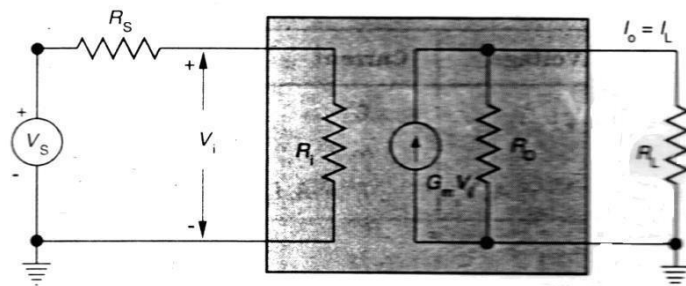 R_S
I_o = I_L
+
+
V_S
V_i
R_i
G_m V_i
R_O
R_L
-
-